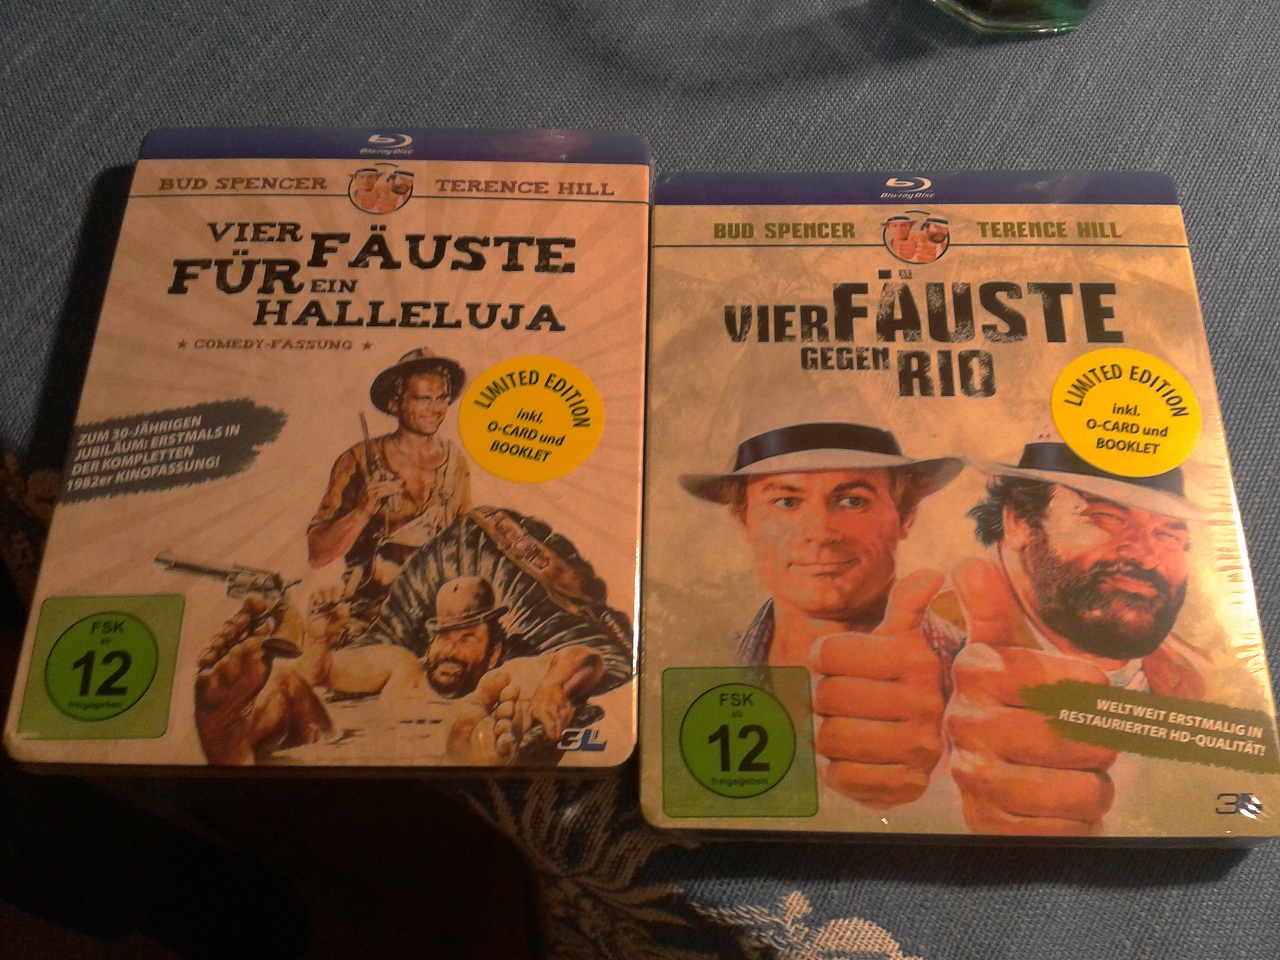 Blu-ray Disc
BUD SPENCER TERENCE HILL
VIER FÄUSTE
FÜR EIN
HALLELUJA
★ COMEDY-FASSUNG ★
LIMITED EDITION
inkl.
O-CARD und
BOOKLET
ZUM 30-JÄHRIGEN
JUBILÄUM: ERSTMALS IN
DER KOMPLETTEN
1982er KINOFASSUNG!
FSK
ab
12
freigegeben
3L
Blu-ray Disc
BUD SPENCER TERENCE HILL
VIER FÄUSTE
GEGEN RIO
LIMITED EDITION
inkl.
O-CARD und
BOOKLET
WELTWEIT ERSTMALIG IN
RESTAURIERTER HD-QUALITÄT!
FSK
ab
12
freigegeben
3L